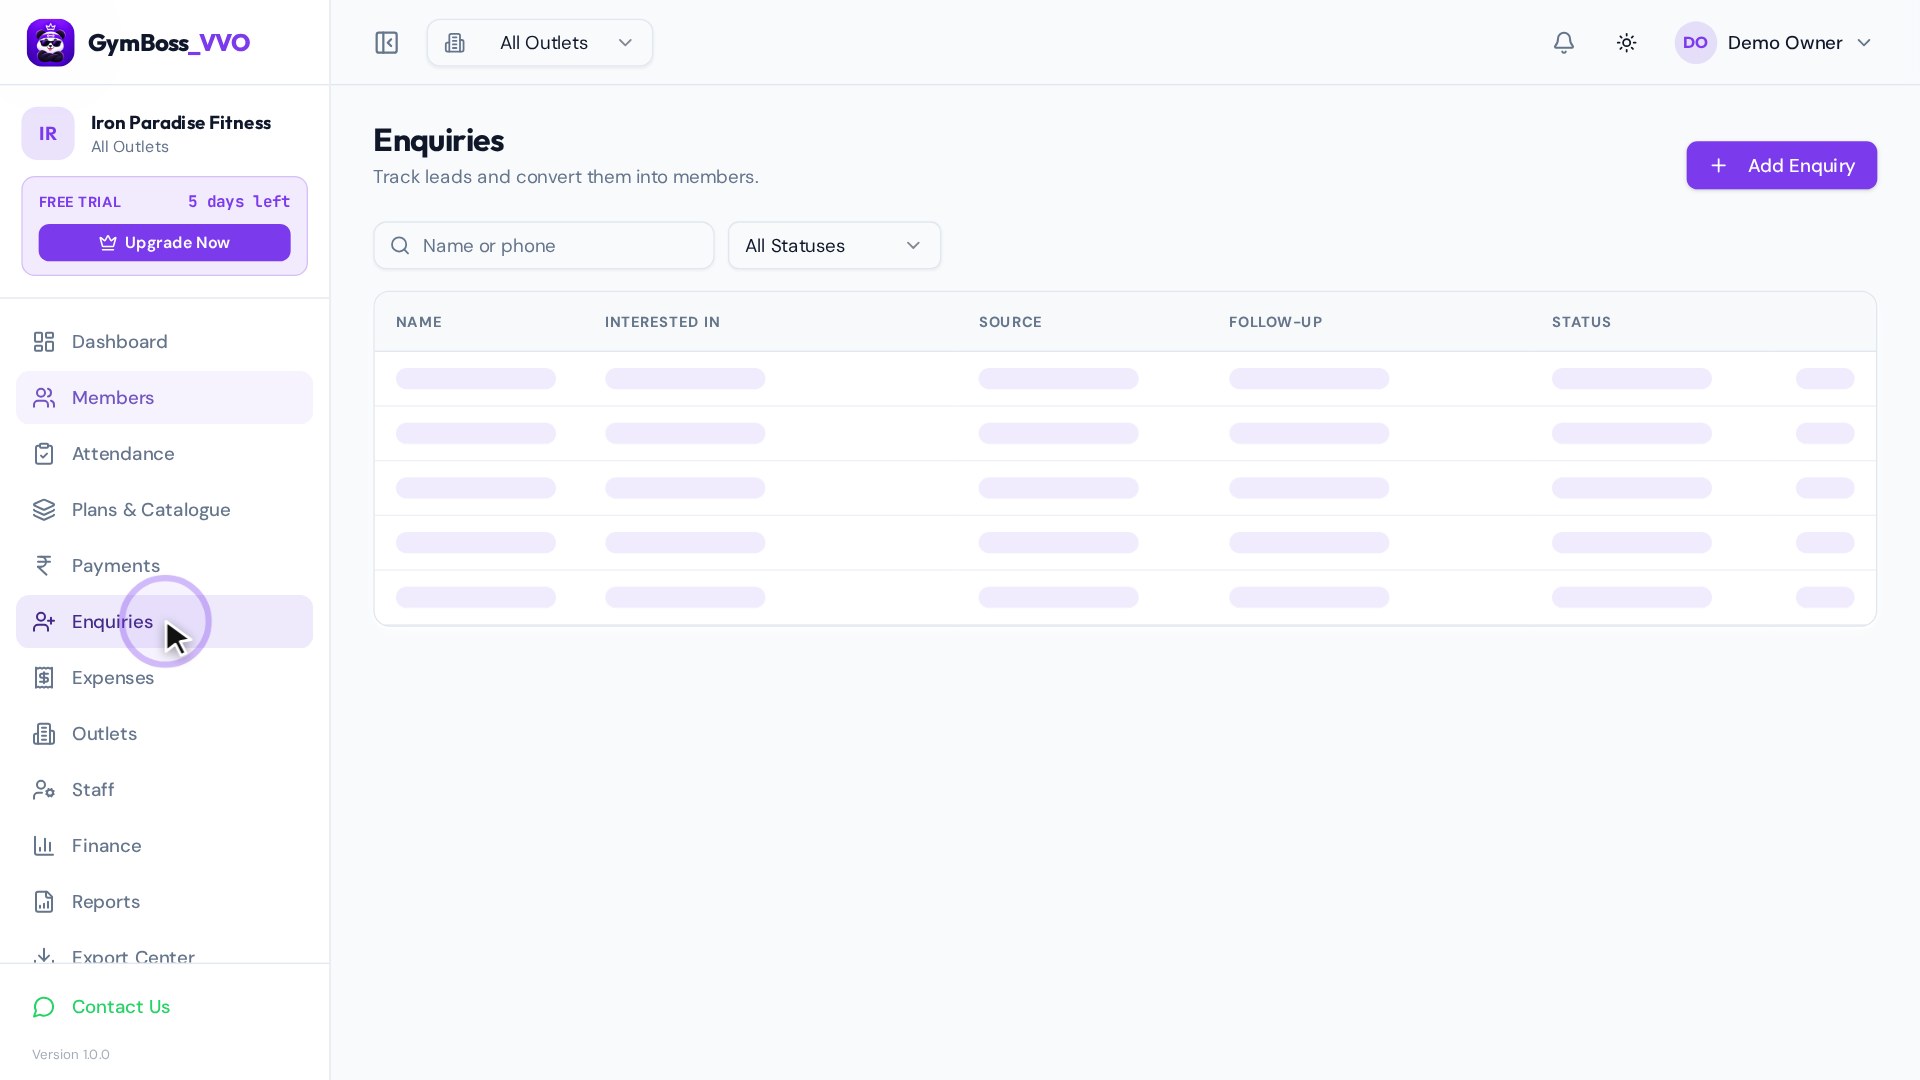 GymBoss_VVO
All Outlets
DO
Demo Owner
IR
Iron Paradise Fitness
All Outlets
FREE TRIAL
5 days left
Upgrade Now
Dashboard
Members
Attendance
Plans & Catalogue
Payments
Enquiries
Expenses
Outlets
Staff
Finance
Reports
Export Center
Contact Us
Version 1.0.0
Enquiries
Track leads and convert them into members.
Add Enquiry
Name or phone
All Statuses
NAME INTERESTED IN SOURCE FOLLOW-UP STATUS